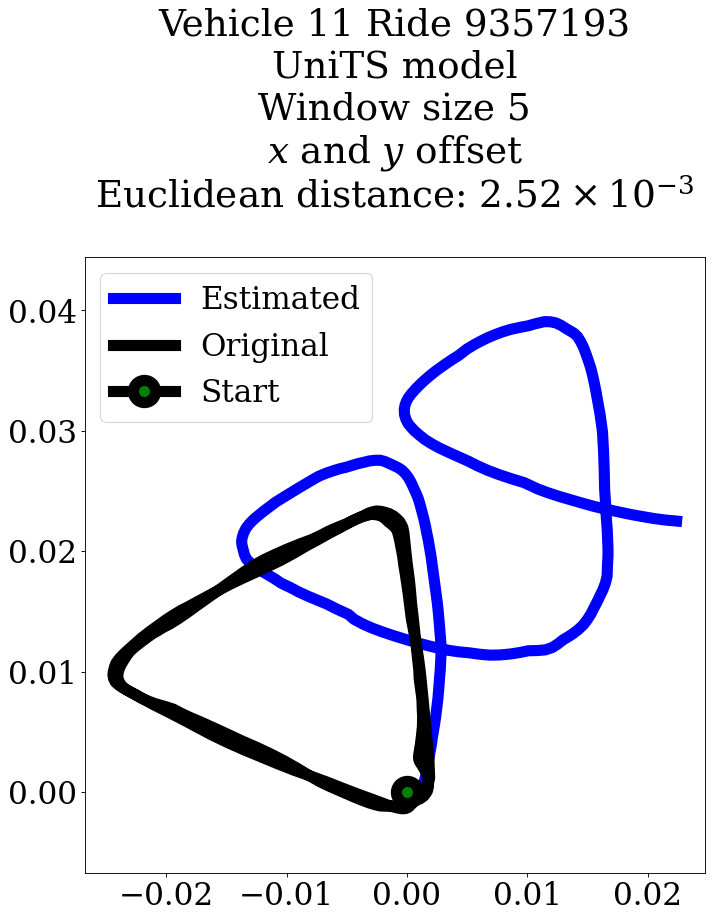 Vehicle 11 Ride 9357193
UniTS model
Window size 5
x and y offset
Euclidean distance: 2.52 × 10⁻³
Estimated
Original
Start
0.04
0.03
0.02
0.01
0.00
−0.02 −0.01 0.00 0.01 0.02